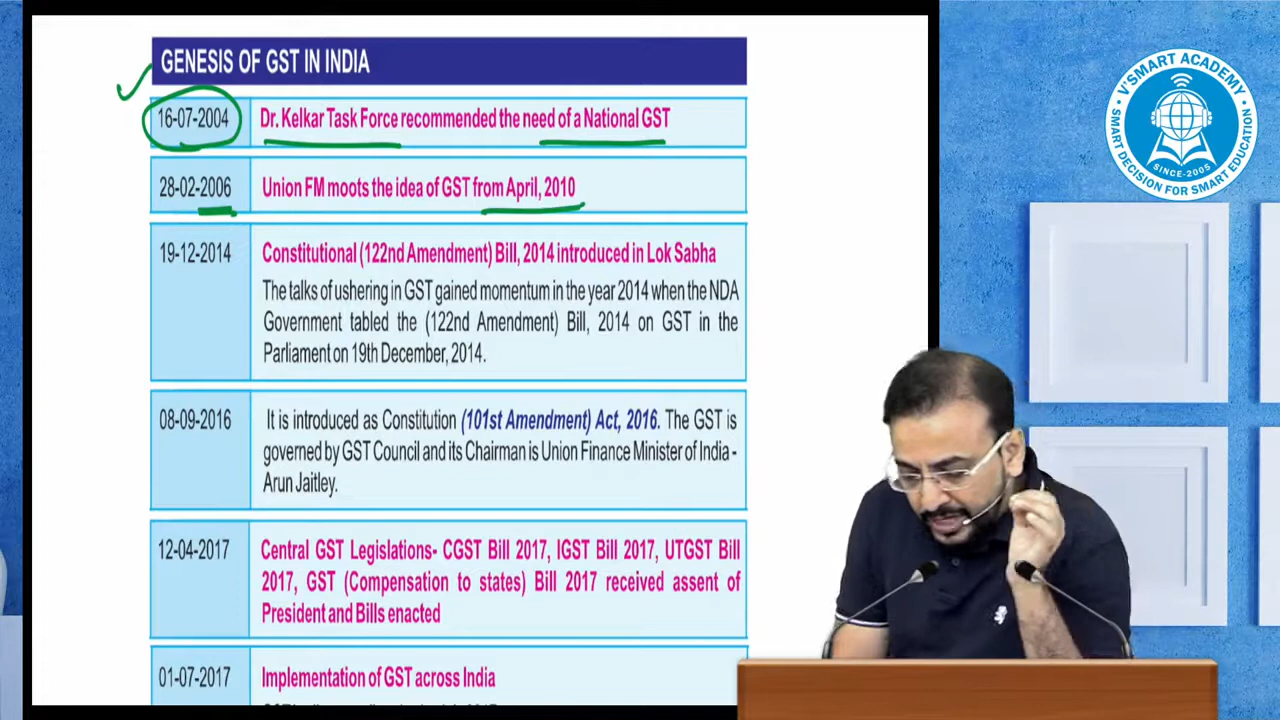 GENESIS OF GST IN INDIA
16-07-2004 Dr. Kelkar Task Force recommended the need of a National GST
28-02-2006 Union FM moots the idea of GST from April, 2010
19-12-2014 Constitutional (122nd Amendment) Bill, 2014 introduced in Lok Sabha
The talks of ushering in GST gained momentum in the year 2014 when the NDA
Government tabled the (122nd Amendment) Bill, 2014 on GST in the
Parliament on 19th December, 2014.
08-09-2016 It is introduced as Constitution (101st Amendment) Act, 2016. The GST is
governed by GST Council and its Chairman is Union Finance Minister of India-
Arun Jaitley.
12-04-2017 Central GST Legislations- CGST Bill 2017, IGST Bill 2017, UTGST Bill
2017, GST (Compensation to states) Bill 2017 received assent of
President and Bills enacted
01-07-2017 Implementation of GST across India
V'SMART ACADEMY
SINCE-2005
SMART DECISION FOR SMART EDUCATION